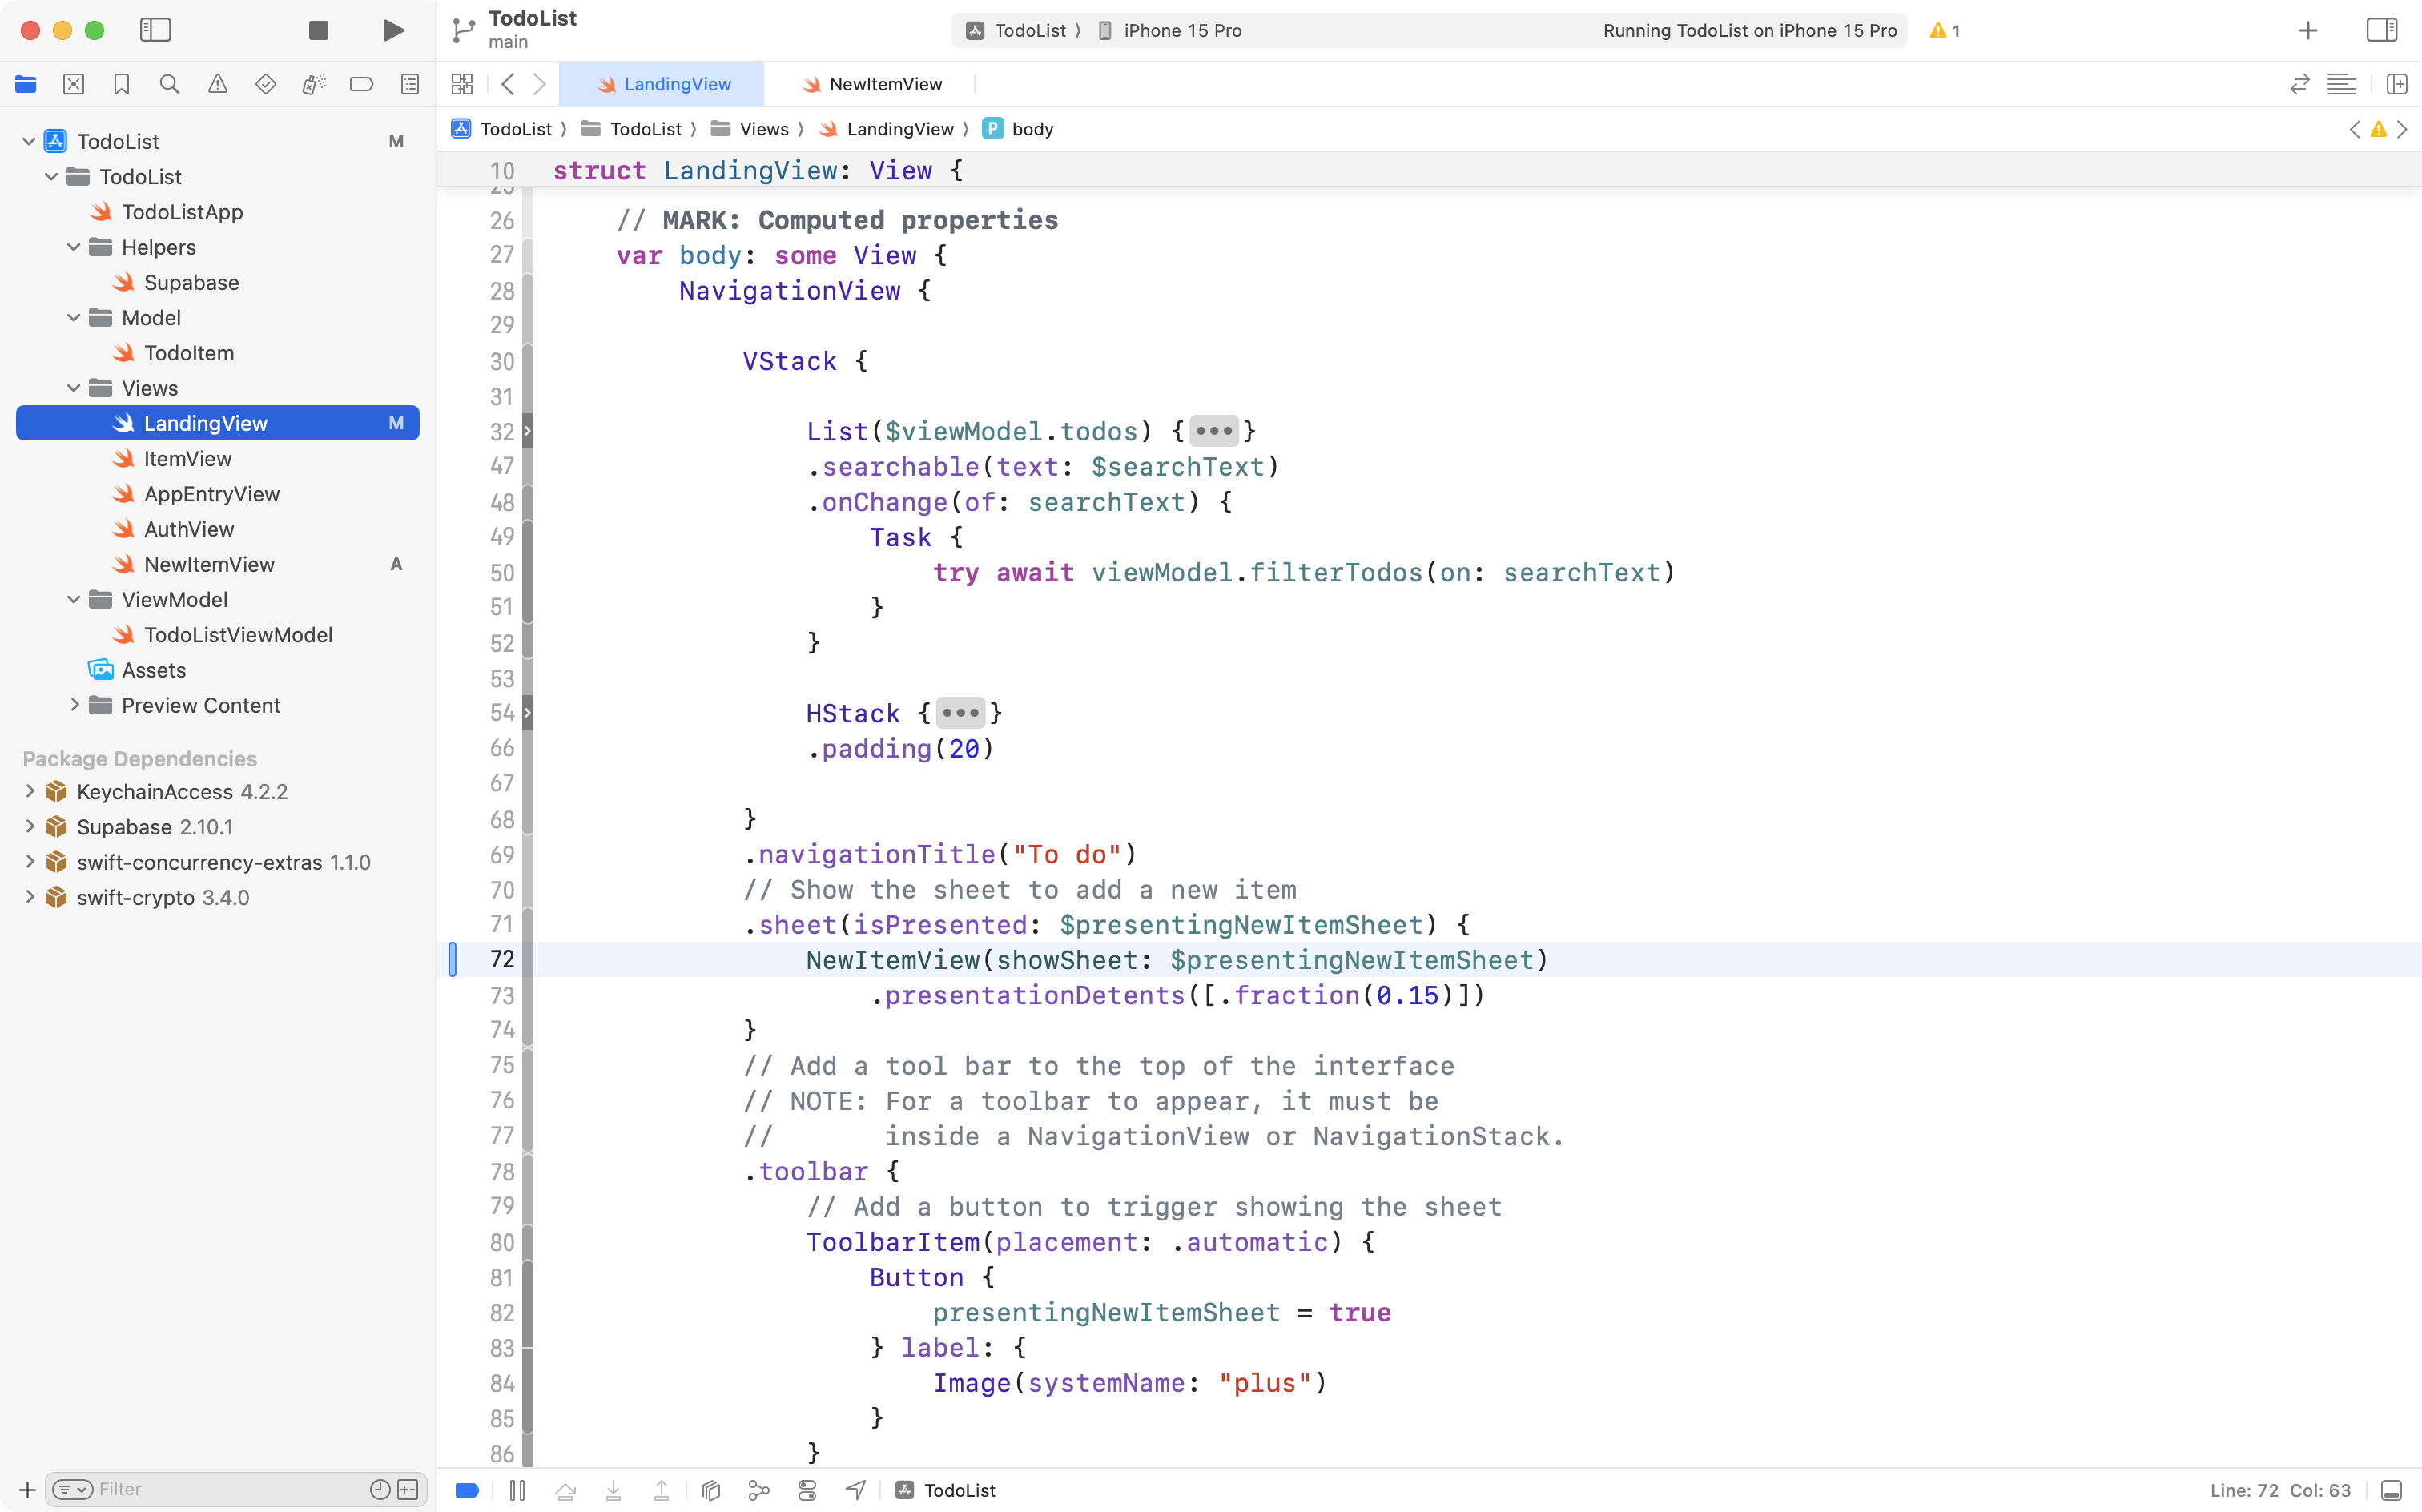 TodoList
main
TodoList ⟩ iPhone 15 Pro
Running TodoList on iPhone 15 Pro
1
LandingView
NewItemView
TodoList ⟩ TodoList ⟩ Views ⟩ LandingView ⟩ P body
TodoList M
TodoList
TodoListApp
Helpers
Supabase
Model
TodoItem
Views
LandingView M
ItemView
AppEntryView
AuthView
NewItemView A
ViewModel
TodoListViewModel
Assets
Preview Content
Package Dependencies
KeychainAccess 4.2.2
Supabase 2.10.1
swift-concurrency-extras 1.1.0
swift-crypto 3.4.0
Filter
10 struct LandingView: View {
26 // MARK: Computed properties
27 var body: some View {
28 NavigationView {
29
30 VStack {
31
32 List($viewModel.todos) {•••}
47 .searchable(text: $searchText)
48 .onChange(of: searchText) {
49 Task {
50 try await viewModel.filterTodos(on: searchText)
51 }
52 }
53
54 HStack {•••}
66 .padding(20)
67
68 }
69 .navigationTitle("To do")
70 // Show the sheet to add a new item
71 .sheet(isPresented: $presentingNewItemSheet) {
72 NewItemView(showSheet: $presentingNewItemSheet)
73 .presentationDetents([.fraction(0.15)])
74 }
75 // Add a tool bar to the top of the interface
76 // NOTE: For a toolbar to appear, it must be
77 // inside a NavigationView or NavigationStack.
78 .toolbar {
79 // Add a button to trigger showing the sheet
80 ToolbarItem(placement: .automatic) {
81 Button {
82 presentingNewItemSheet = true
83 } label: {
84 Image(systemName: "plus")
85 }
86 }
TodoList
Line: 72 Col: 63